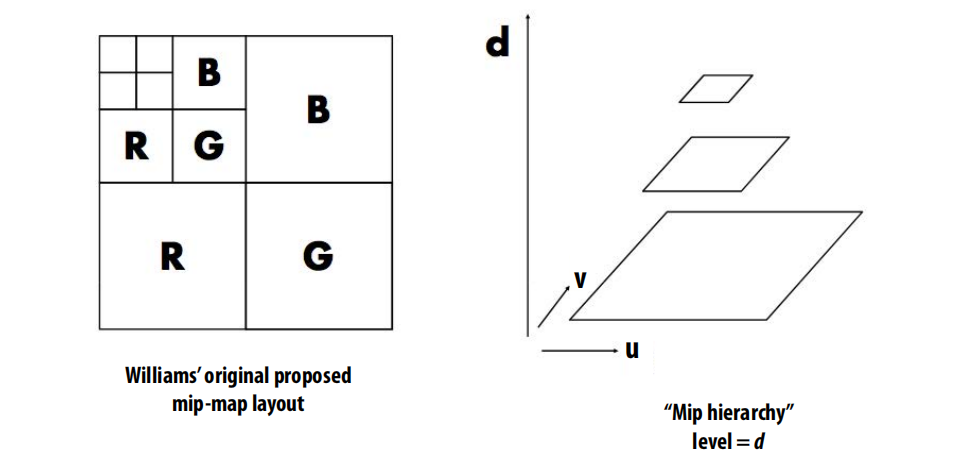 B
B
R
G
R
G
Williams’ original proposed
mip-map layout
d
v
u
“Mip hierarchy”
level = d